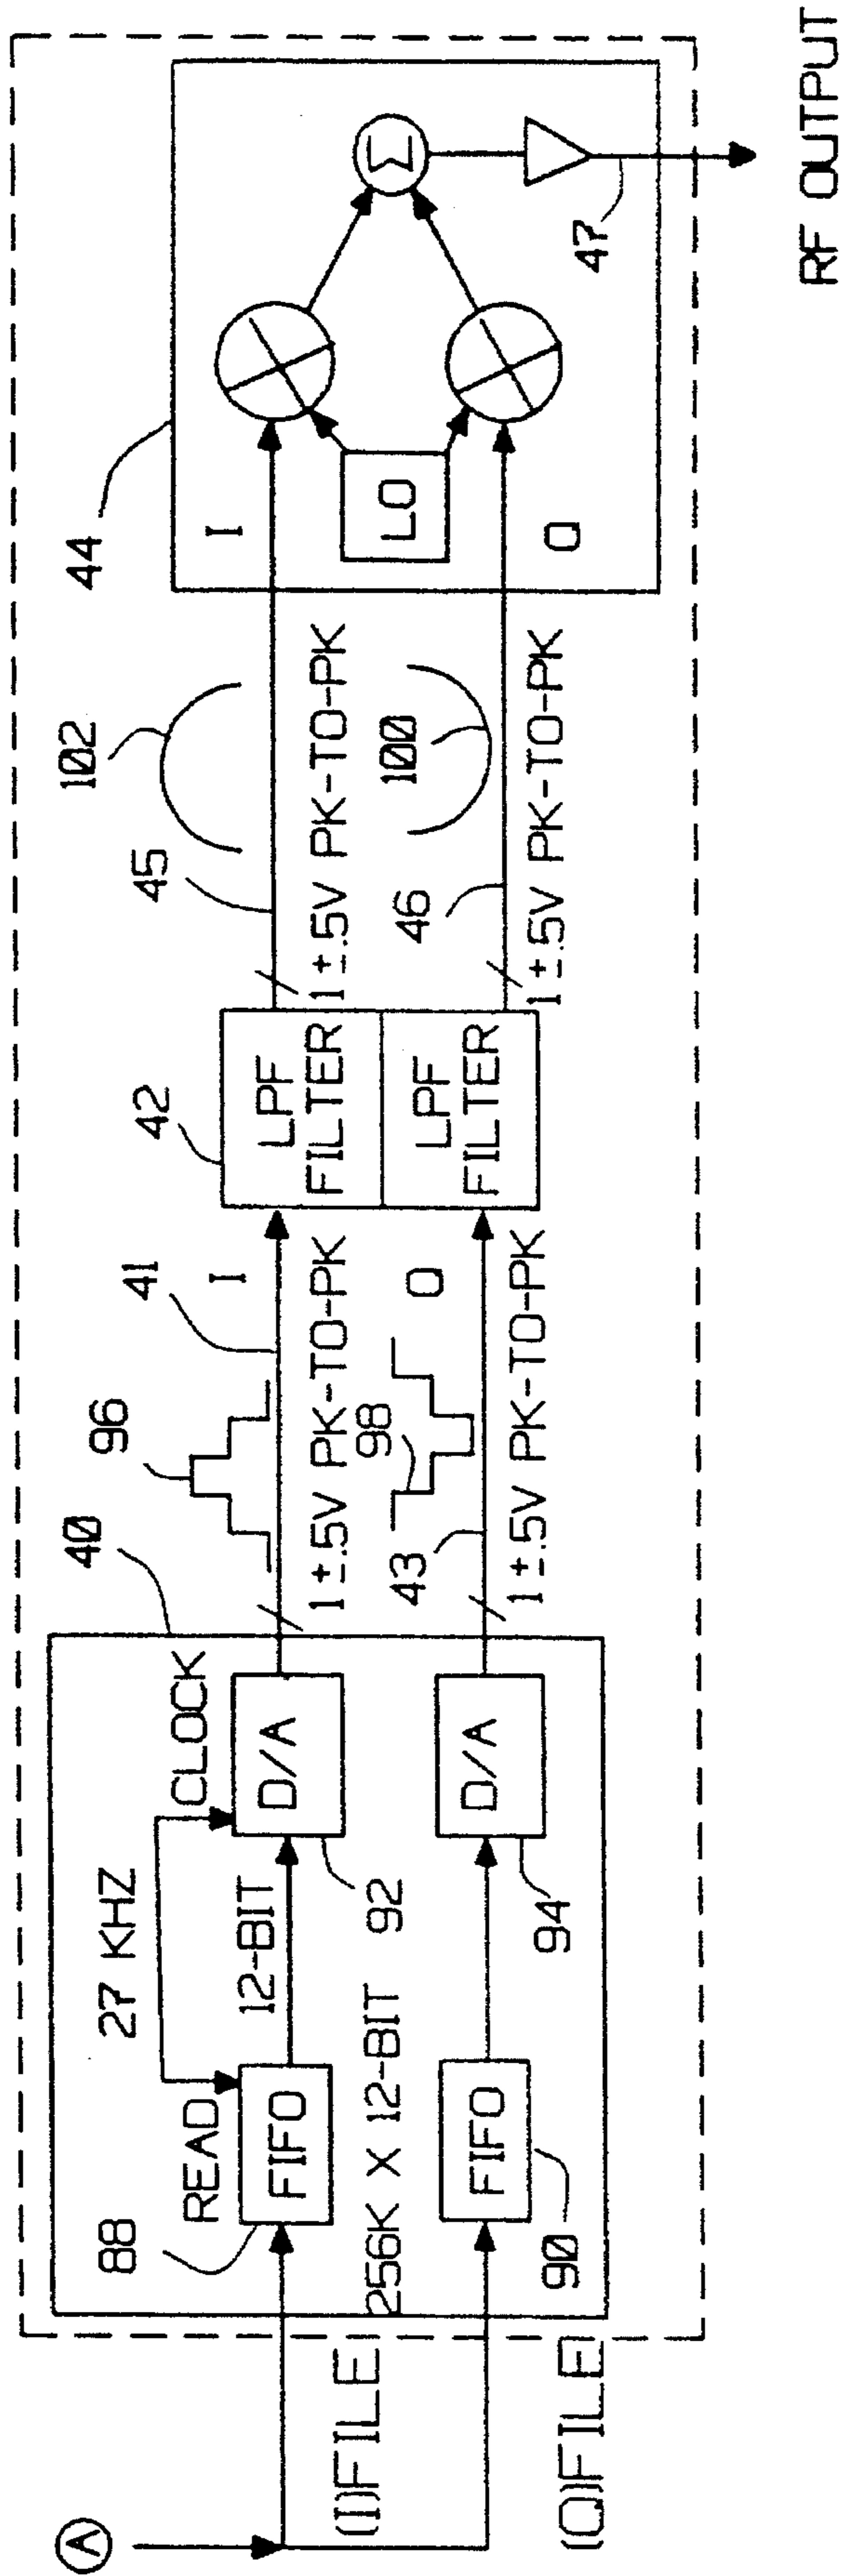 A
(I)FILE
(Q)FILE
88
READ
27 KHZ
CLOCK
40
FIFO
12-BIT
D/A
92
256K X 12-BIT
FIFO
90
D/A
94
96
41
I
1±.5V PK-TO-PK
98
Q
43
1±.5V PK-TO-PK
42
LPF
FILTER
LPF
FILTER
102
45
1±.5V PK-TO-PK
100
46
1±.5V PK-TO-PK
44
I
LO
Q
Σ
47
RF OUTPUT